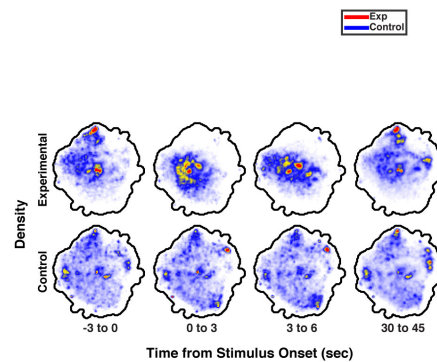 Exp
Control
Experimental
Control
Density
-3 to 0
0 to 3
3 to 6
30 to 45
Time from Stimulus Onset (sec)